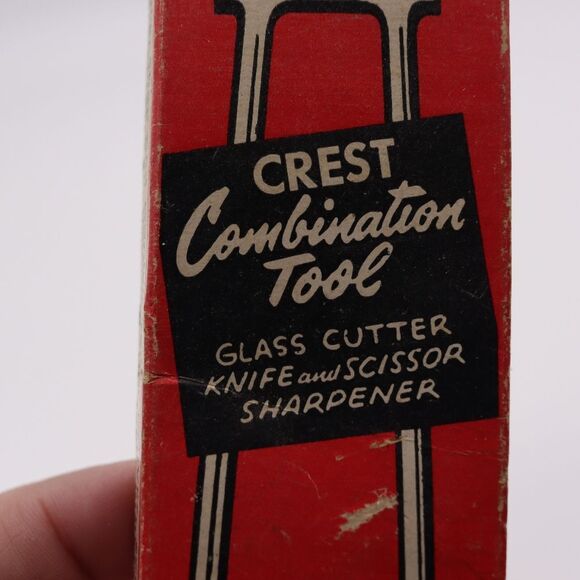 CREST
Combination
Tool
GLASS CUTTER
KNIFE and SCISSOR
SHARPENER